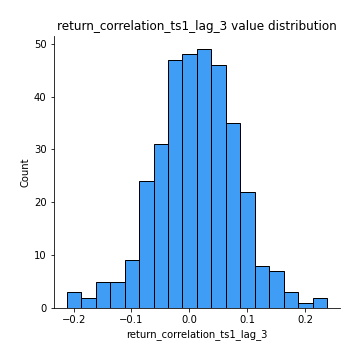 return_correlation_ts1_lag_3 value distribution
50
40
30
20
10
0
Count
−0.2 −0.1 0.0 0.1 0.2
return_correlation_ts1_lag_3